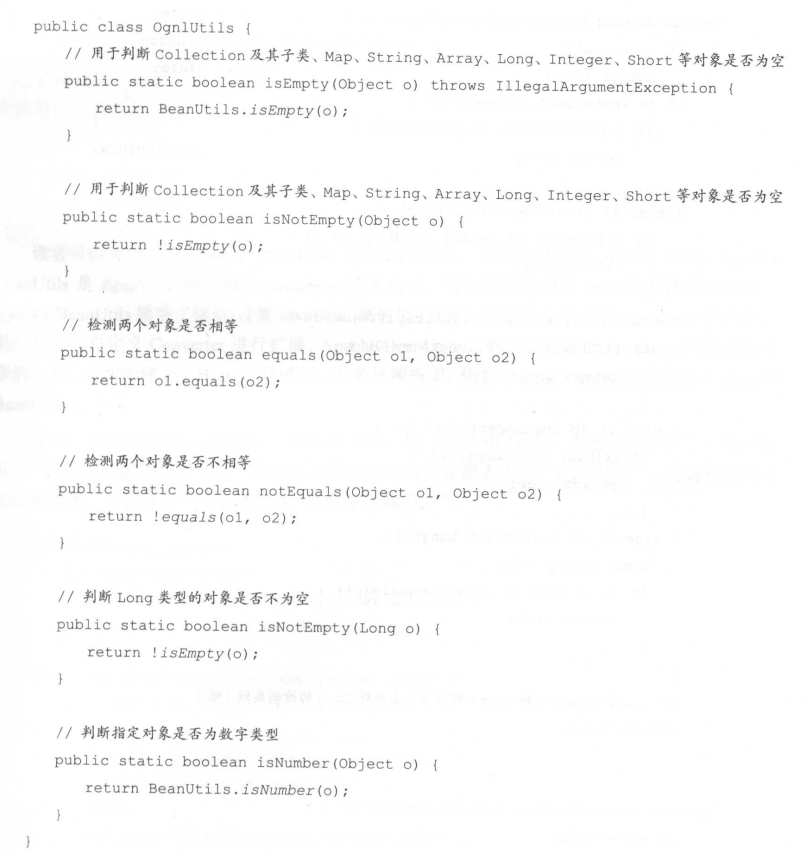 public class OgnlUtils {
// 用于判断 Collection 及其子类、Map、String、Array、Long、Integer、Short 等对象是否为空
public static boolean isEmpty(Object o) throws IllegalArgumentException {
return BeanUtils.isEmpty(o);
}
// 用于判断 Collection 及其子类、Map、String、Array、Long、Integer、Short 等对象是否为空
public static boolean isNotEmpty(Object o) {
return !isEmpty(o);
}
// 检测两个对象是否相等
public static boolean equals(Object o1, Object o2) {
return o1.equals(o2);
}
// 检测两个对象是否不相等
public static boolean notEquals(Object o1, Object o2) {
return !equals(o1, o2);
}
// 判断 Long 类型的对象是否不为空
public static boolean isNotEmpty(Long o) {
return !isEmpty(o);
}
// 判断指定对象是否为数字类型
public static boolean isNumber(Object o) {
return BeanUtils.isNumber(o);
}
}